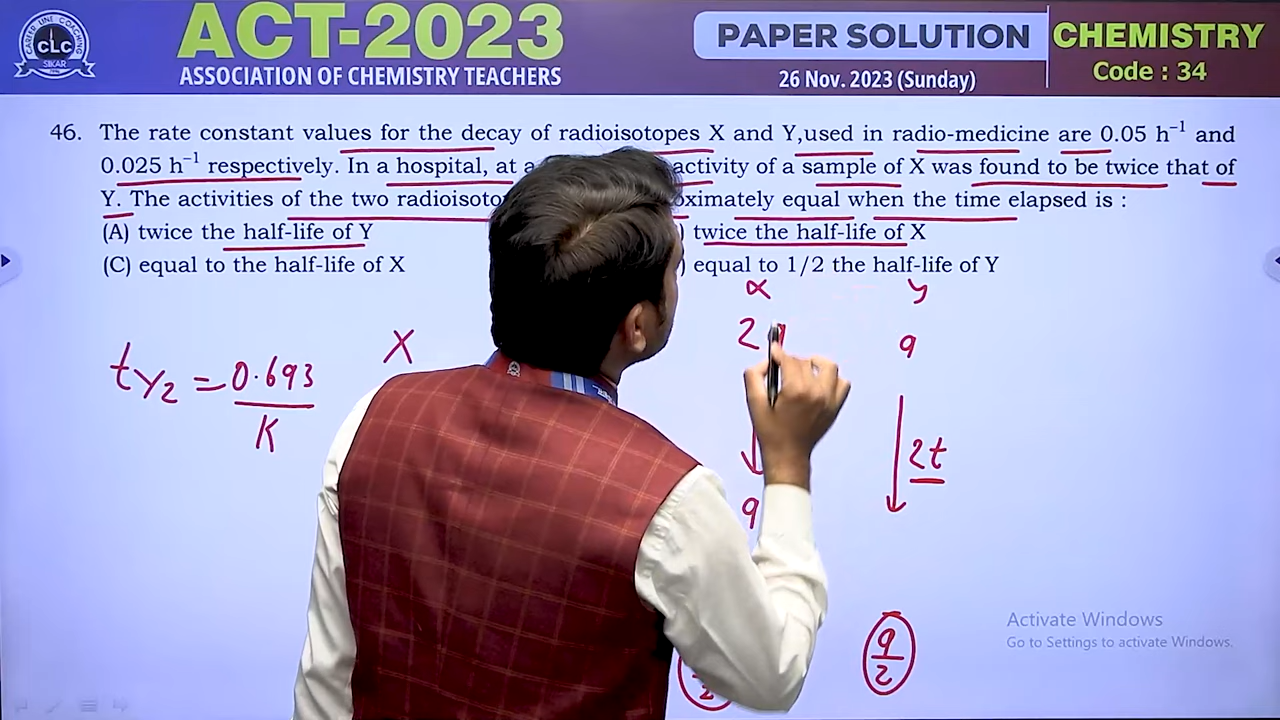 CAREER LINE COACHING
CLC
SIKAR
ACT-2023
ASSOCIATION OF CHEMISTRY TEACHERS
PAPER SOLUTION
26 Nov. 2023 (Sunday)
CHEMISTRY
Code : 34
46. The rate constant values for the decay of radioisotopes X and Y,used in radio-medicine are 0.05 h⁻¹ and
0.025 h⁻¹ respectively. In a hospital, at a activity of a sample of X was found to be twice that of
Y. The activities of the two equal when the time elapsed is :
(A) twice the half-life of Y twice the half-life of X
(C) equal to the half-life of X equal to 1/2 the half-life of Y
x y
2 a
t1/2 = 0.693
K
X
2t
a
a
2
Activate Windows
Go to Settings to activate Windows.